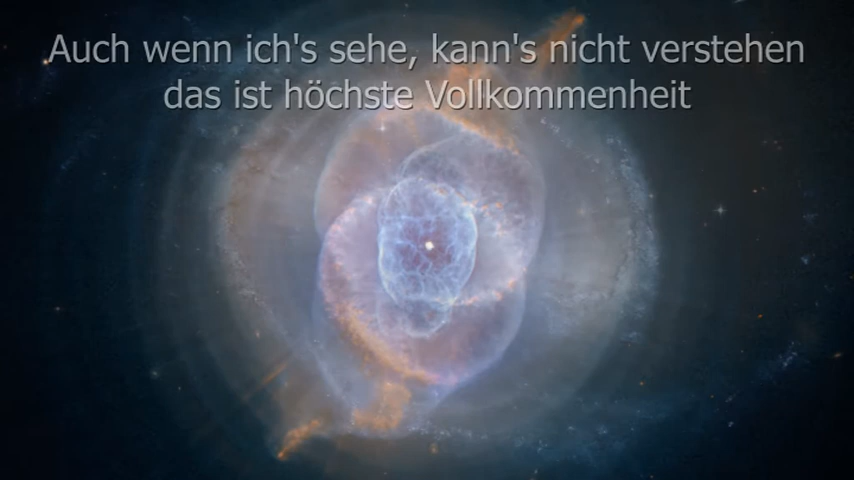 Auch wenn ich's sehe, kann's nicht verstehen
das ist höchste Vollkommenheit